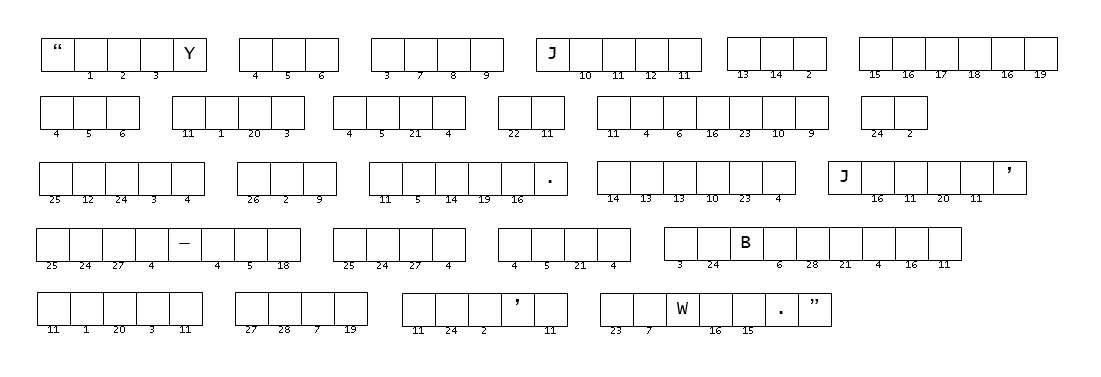 “ Y J
1 2 3 4 5 6 3 7 8 9 10 11 12 11 13 14 2 15 16 17 18 16 19
4 5 6 11 1 20 3 4 5 21 4 22 11 11 4 6 16 23 10 9 24 2
. J ’
25 12 24 3 4 26 2 9 11 5 14 19 16 14 13 13 10 23 4 16 11 20 11
– B
25 24 27 4 4 5 18 25 24 27 4 4 5 21 4 3 24 6 28 21 4 16 11
’ W . ”
11 1 20 3 11 27 28 7 19 11 24 2 11 23 7 16 15